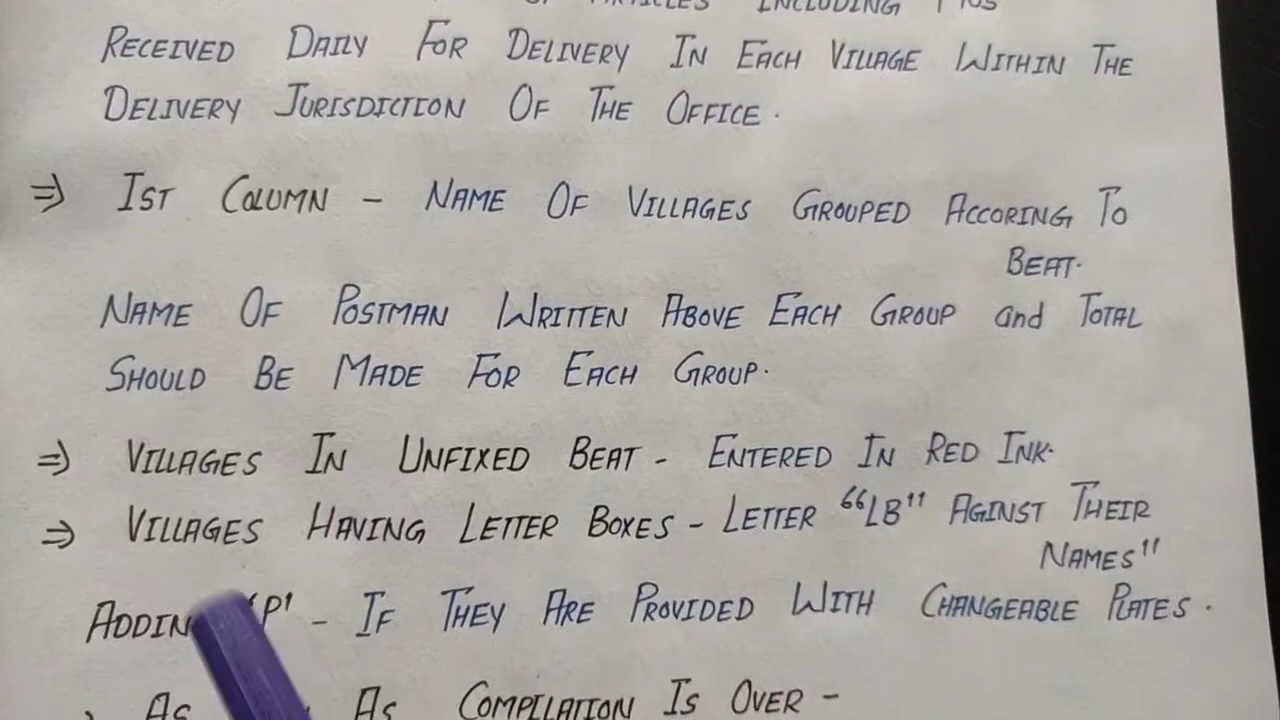 INCLUDING
RECEIVED DAILY FOR DELIVERY IN EACH VILLAGE WITHIN THE
DELIVERY JURISDICTION OF THE OFFICE.
⇒ IST COLUMN - NAME OF VILLAGES GROUPED ACCORING TO
BEAT.
NAME OF POSTMAN WRITTEN ABOVE EACH GROUP and TOTAL
SHOULD BE MADE FOR EACH GROUP.
⇒ VILLAGES IN UNFIXED BEAT - ENTERED IN RED INK.
⇒ VILLAGES HAVING LETTER BOXES - LETTER "LB" AGINST THEIR
NAMES"
'P' - IF THEY ARE PROVIDED WITH CHANGEABLE PLATES.
AS AS COMPILATION IS OVER -